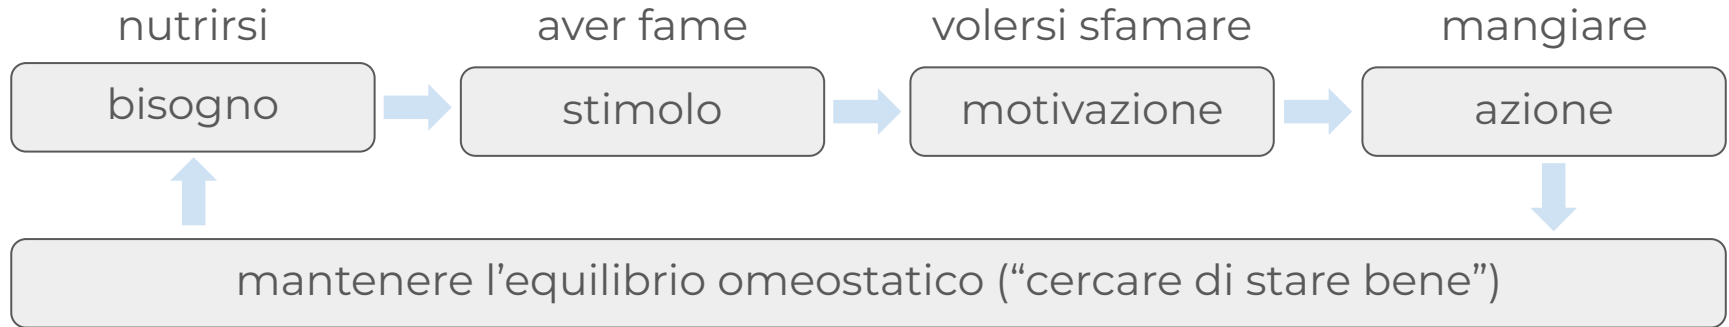 nutrirsi aver fame volersi sfamare mangiare
bisogno stimolo motivazione azione
mantenere l’equilibrio omeostatico (“cercare di stare bene”)